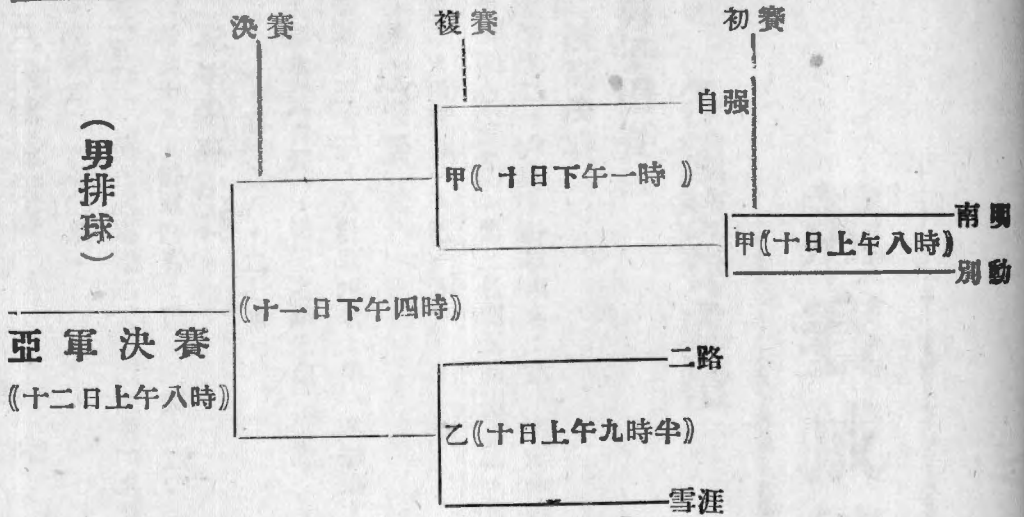 初賽
複賽
決賽
(男排球)
自强
甲(十日下午一時)
南
甲(十日上午八時)
別動
(十一日下午四時)
亞軍決賽
(十二日上午八時)
二路
乙(十日上午九時半)
雪涯